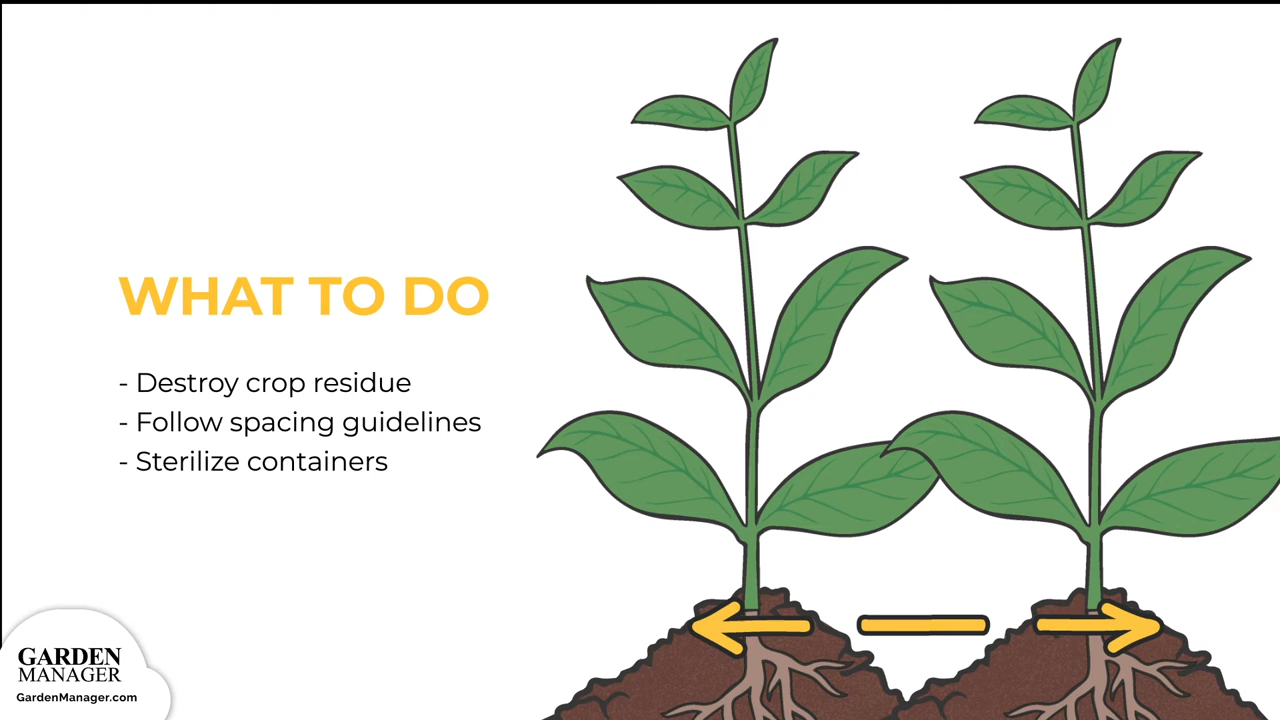 WHAT TO DO
- Destroy crop residue
- Follow spacing guidelines
- Sterilize containers
GARDEN
MANAGER
GardenManager.com